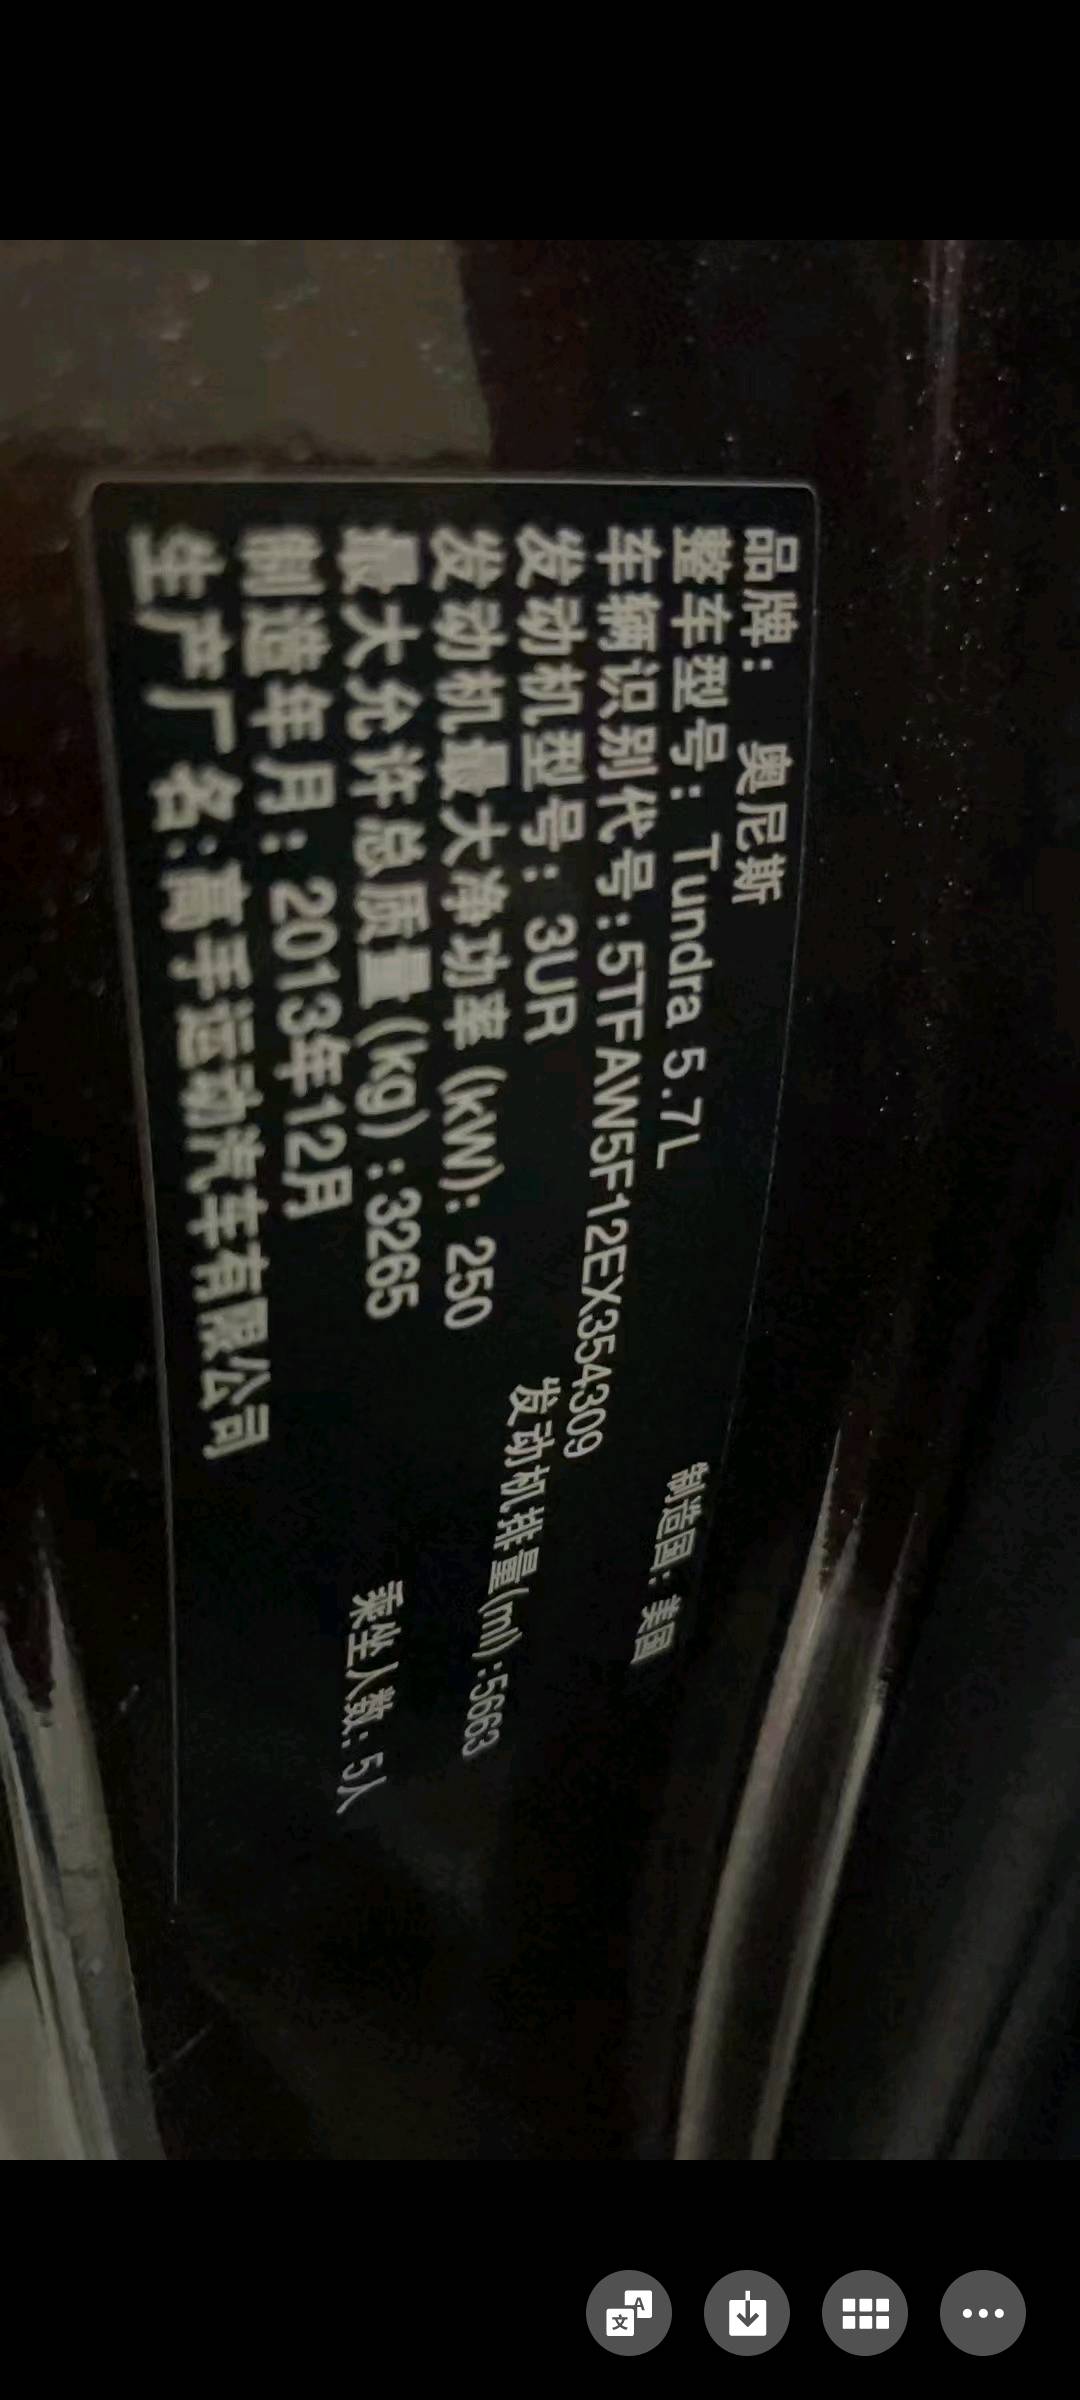 品牌： 奥尼斯
整车型号：Tundra 5.7L 制造国：美国
车辆识别代号:5TFAW5F12EX354309
发动机型号：3UR 发动机排量(ml):5663
发动机最大净功率 (kW)：250
最大允许总质量(kg):3265 乘坐人数：5人
制造年月：2013年12月
生产厂名:高手运动汽车有限公司